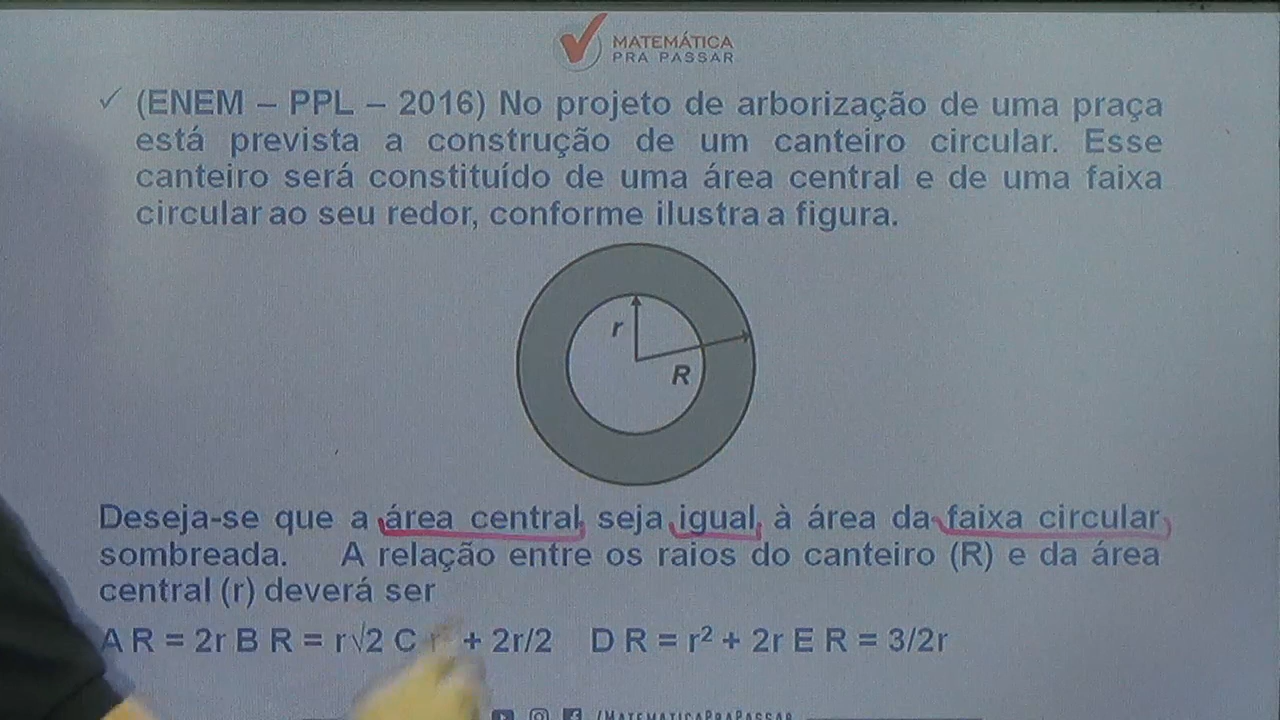 MATEMÁTICA
PRA PASSAR
✓ (ENEM – PPL – 2016) No projeto de arborização de uma praça
está prevista a construção de um canteiro circular. Esse
canteiro será constituído de uma área central e de uma faixa
circular ao seu redor, conforme ilustra a figura.
r
R
Deseja-se que a área central seja igual à área da faixa circular
sombreada. A relação entre os raios do canteiro (R) e da área
central (r) deverá ser
A R = 2r B R = r√2 C + 2r/2 D R = r² + 2r E R = 3/2r
/MATEMATICAPRAPASSAR